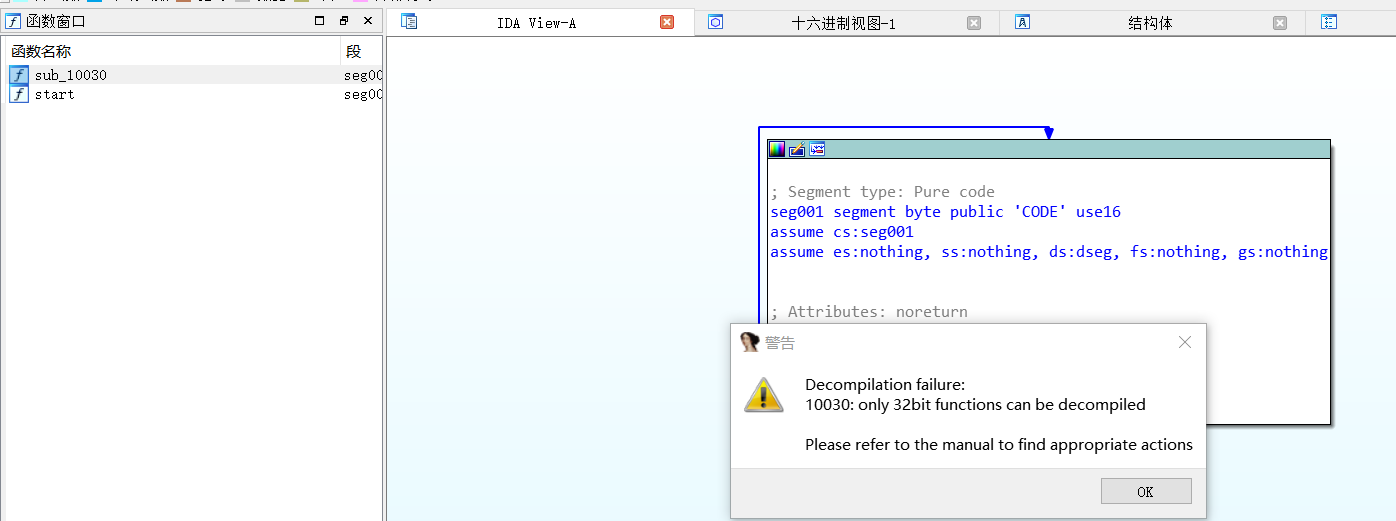 函数窗口
IDA View-A
十六进制视图-1
结构体
函数名称
段
sub_10030
seg00
start
seg00
; Segment type: Pure code
seg001 segment byte public 'CODE' use16
assume cs:seg001
assume es:nothing, ss:nothing, ds:dseg, fs:nothing, gs:nothing
; Attributes: noreturn
警告
Decompilation failure:
10030: only 32bit functions can be decompiled
Please refer to the manual to find appropriate actions
OK